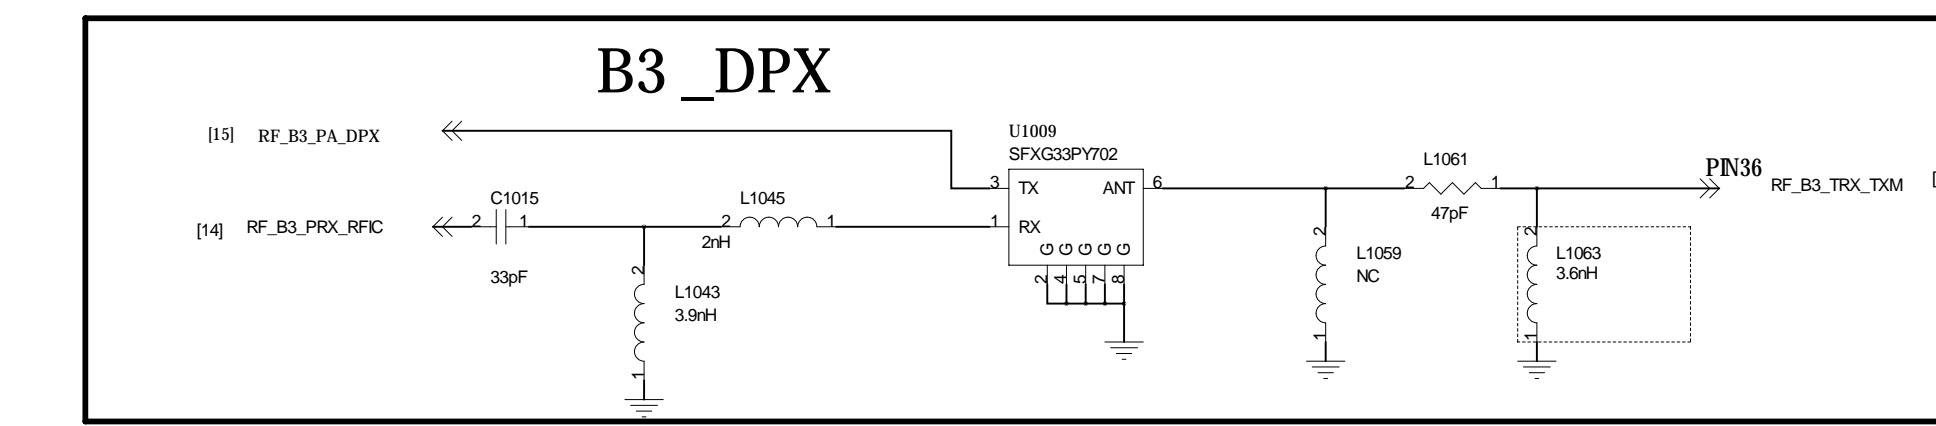 B3 _DPX
[15] RF_B3_PA_DPX
U1009
SFXG33PY702
3 TX ANT 6
L1061
2 1
47pF
PIN36
RF_B3_TRX_TXM [
C1015
2 1
33pF
L1045
2 1
2nH
[14] RF_B3_PRX_RFIC
1 RX
G G G G G
2 4 5 7 8
2
L1043
3.9nH
1
2
L1059
NC
1
2
L1063
3.6nH
1